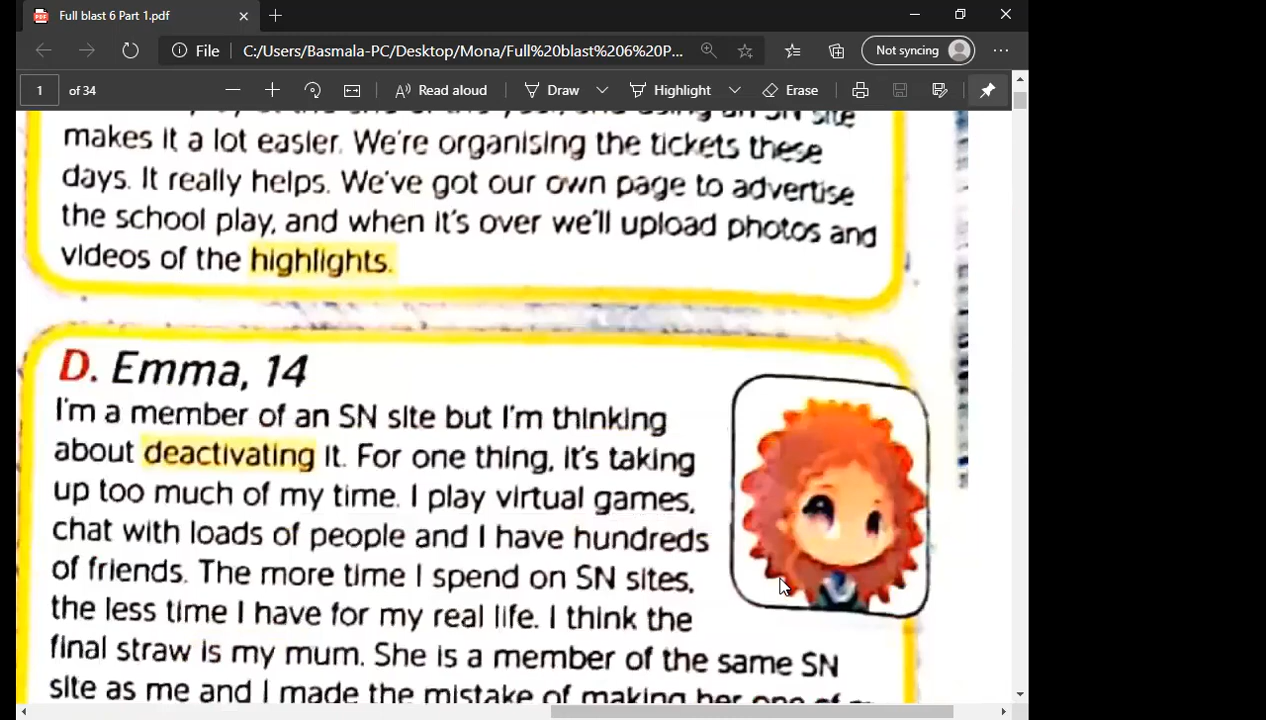 Full blast 6 Part 1.pdf
File C:/Users/Basmala-PC/Desktop/Mona/Full%20blast%206%20P... Not syncing
1 of 34 Read aloud Draw Highlight Erase
an SN site
makes it a lot easier. We're organising the tickets these
days. It really helps. We've got our own page to advertise
the school play, and when it's over we'll upload photos and
videos of the highlights.
D. Emma, 14
I'm a member of an SN site but I'm thinking
about deactivating it. For one thing, it's taking
up too much of my time. I play virtual games,
chat with loads of people and I have hundreds
of friends. The more time I spend on SN sites,
the less time I have for my real life. I think the
final straw is my mum. She is a member of the same SN
site as me and I made the mistake of making her one of